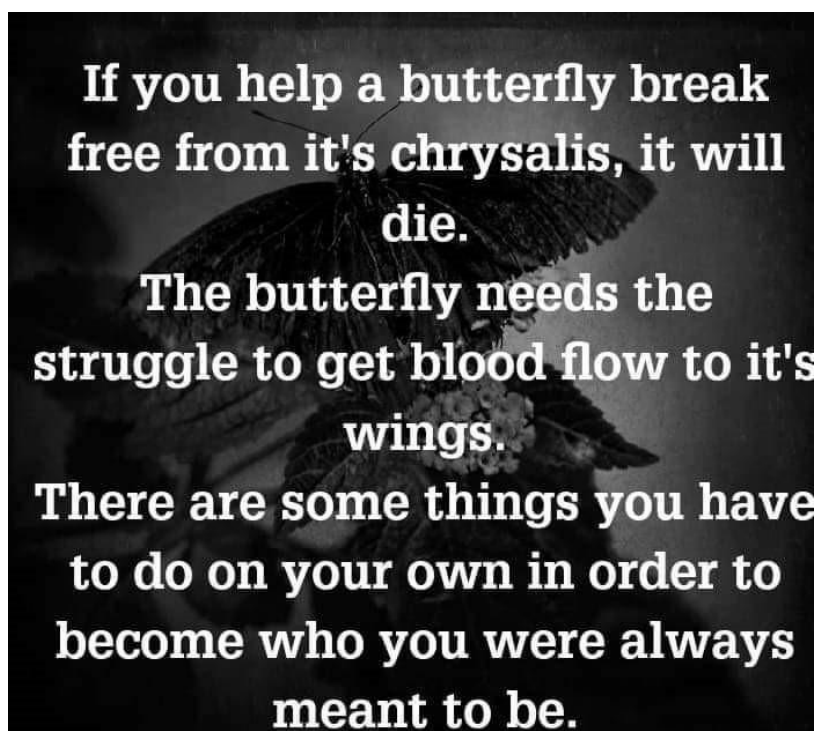 If you help a butterfly break
free from it's chrysalis, it will
die.
The butterfly needs the
struggle to get blood flow to it's
wings.
There are some things you have
to do on your own in order to
become who you were always
meant to be.